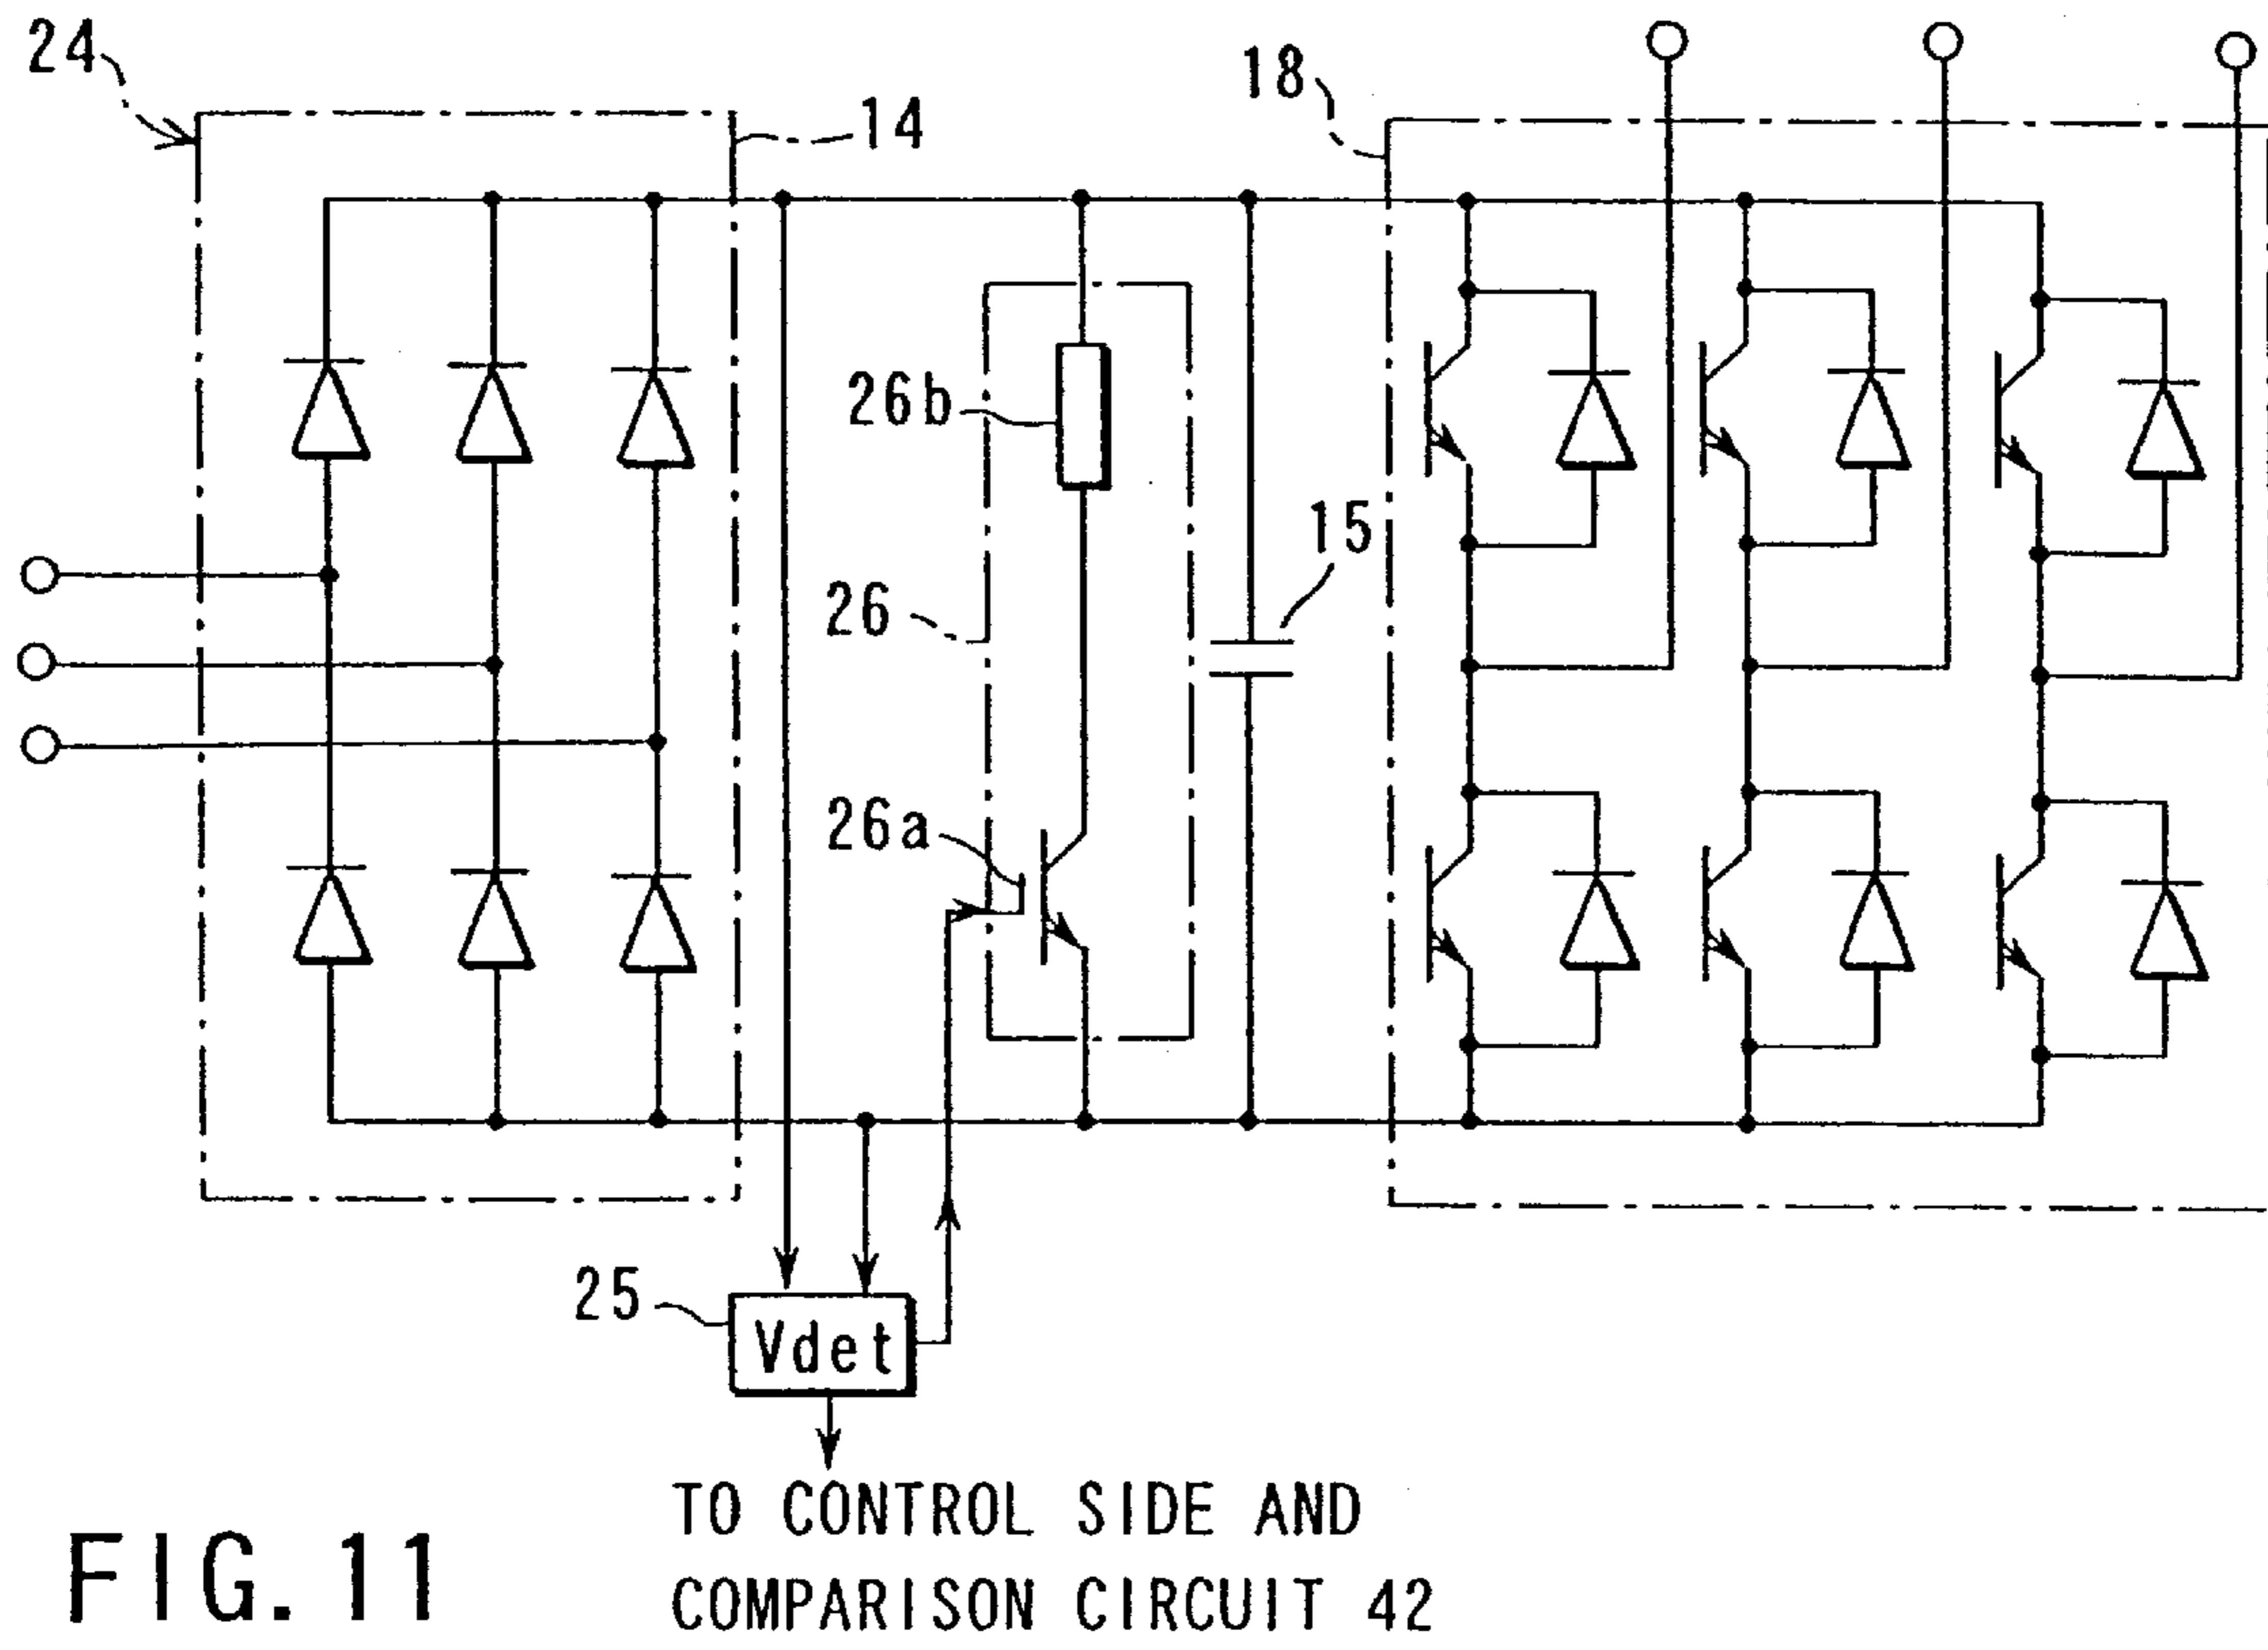 24
14
18
26b
15
26
26a
25
Vdet
TO CONTROL SIDE AND
COMPARISON CIRCUIT 42
FIG. 11